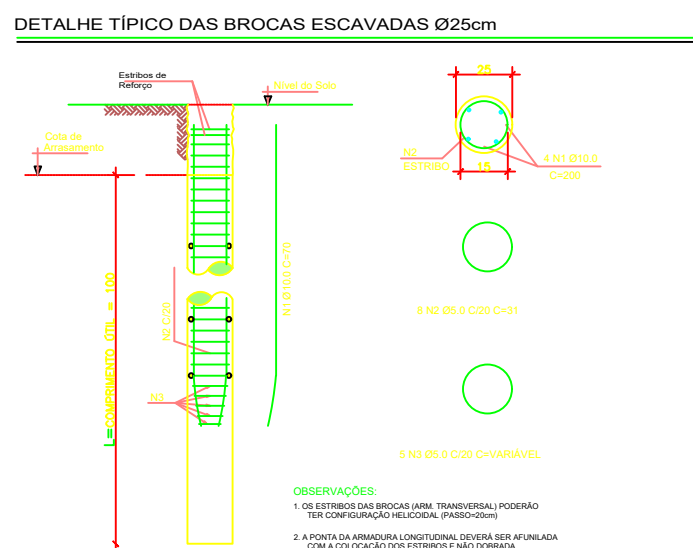 DETALHE TÍPICO DAS BROCAS ESCAVADAS Ø25cm
Estribos de
Reforço
Nível do Solo
Cota de
Arrasamento
L=COMPRIMENTO ÚTIL = 100
N2 C/20
N3
N1 Ø10.0 C=70
25
N2
ESTRIBO
15
4 N1 Ø10.0
C=200
8 N2 Ø5.0 C/20 C=31
5 N3 Ø5.0 C/20 C=VARIÁVEL
OBSERVAÇÕES:
1. OS ESTRIBOS DAS BROCAS (ARM. TRANSVERSAL) PODERÃO
TER CONFIGURAÇÃO HELICOIDAL (PASSO=20cm)
2. A PONTA DA ARMADURA LONGITUDINAL DEVERÁ SER AFUNILADA
COM A COLOCAÇÃO DOS ESTRIBOS E NÃO DOBRADA